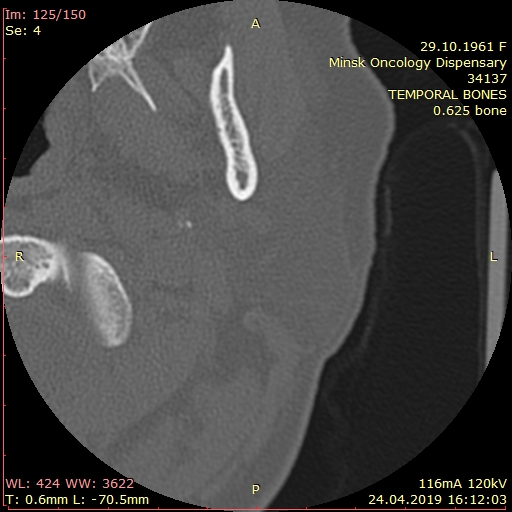 Im: 125/150
Se: 4
A
29.10.1961 F
Minsk Oncology Dispensary
34137
TEMPORAL BONES
0.625 bone
R
L
WL: 424 WW: 3622
T: 0.6mm L: -70.5mm
P
116mA 120kV
24.04.2019 16:12:03